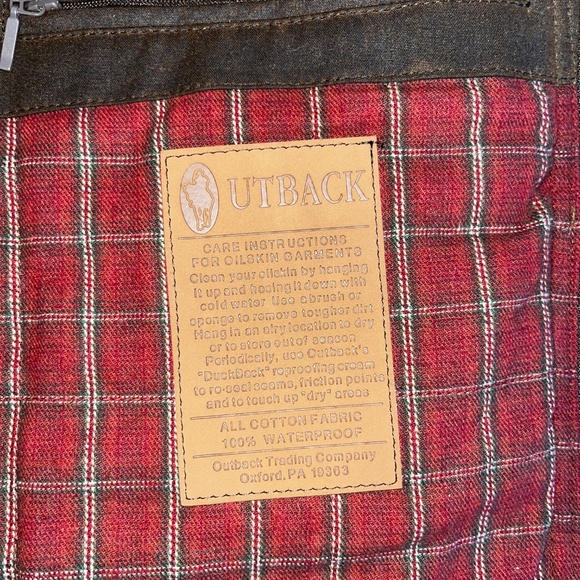 UTBACK
CARE INSTRUCTIONS
FOR OILSKIN GARMENTS
Clean your oilskin by hanging
it up and hosing it down with
cold water. Use a brush or
sponge to remove tougher dirt
Hang in an airy location to dry
or to store out of season
Periodically, use Outback's
"DuckBack" reproofing cream
to re-seal seams, friction points
and to touch up "dry" areas
ALL COTTON FABRIC
100% WATERPROOF
Outback Trading Company
Oxford, PA 19363